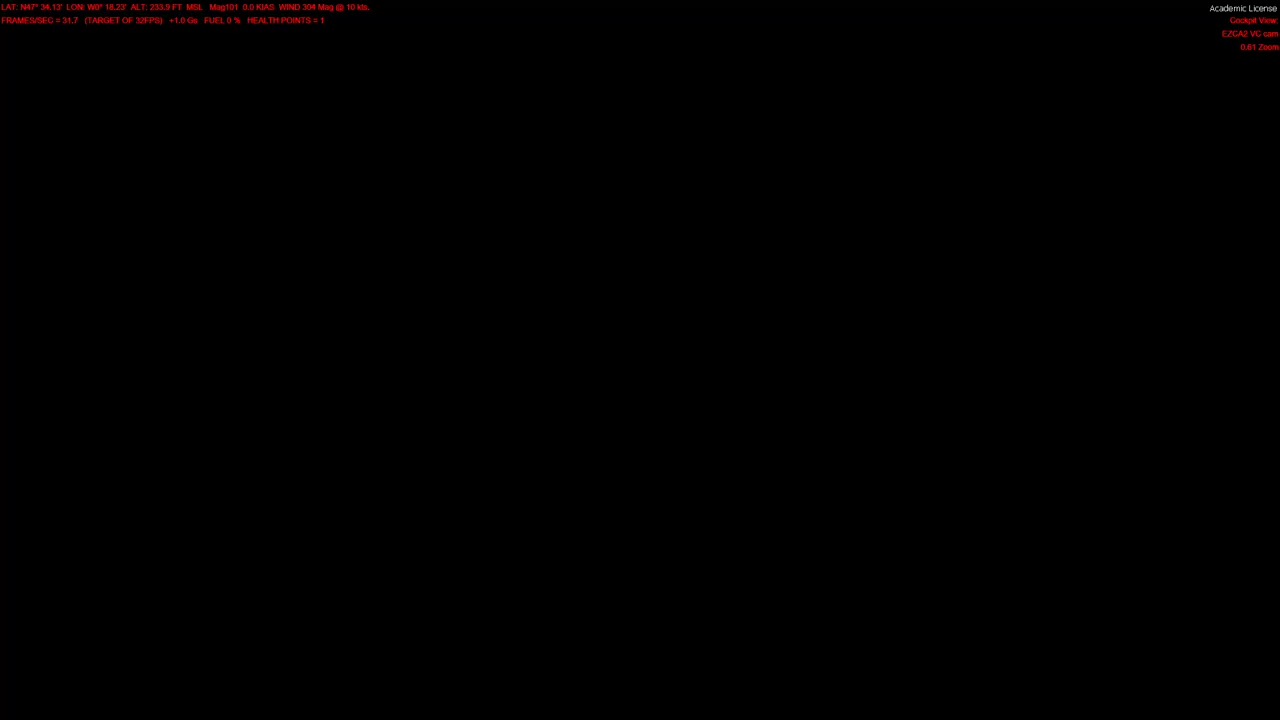 LAT: N47° 34.13' LON: W0° 18.23' ALT: 233.9 FT MSL Mag101 0.0 KIAS WIND 304 Mag @ 10 kts.
FRAMES/SEC = 31.7 (TARGET OF 32FPS) +1.0 Gs FUEL 0 % HEALTH POINTS = 1
Academic License
Cockpit View:
EZCA2 VC cam
0.61 Zoom